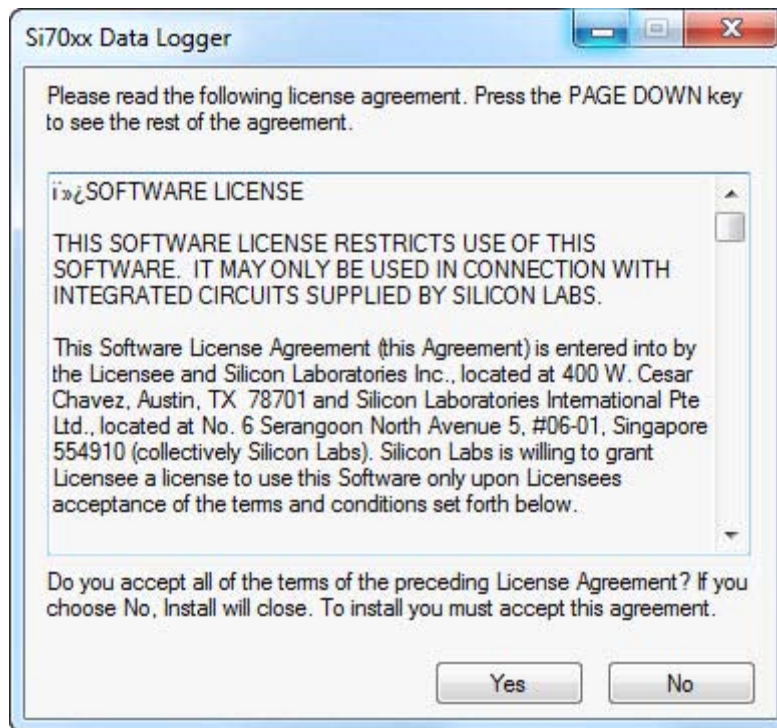 Si70xx Data Logger
Please read the following license agreement. Press the PAGE DOWN key
to see the rest of the agreement.
ï»¿SOFTWARE LICENSE
THIS SOFTWARE LICENSE RESTRICTS USE OF THIS
SOFTWARE.  IT MAY ONLY BE USED IN CONNECTION WITH
INTEGRATED CIRCUITS SUPPLIED BY SILICON LABS.
This Software License Agreement (this Agreement) is entered into by
the Licensee and Silicon Laboratories Inc., located at 400 W. Cesar
Chavez, Austin, TX  78701 and Silicon Laboratories International Pte
Ltd., located at No. 6 Serangoon North Avenue 5, #06-01, Singapore
554910 (collectively Silicon Labs). Silicon Labs is willing to grant
Licensee a license to use this Software only upon Licensees
acceptance of the terms and conditions set forth below.
Do you accept all of the terms of the preceding License Agreement? If you
choose No, Install will close. To install you must accept this agreement.
Yes
No